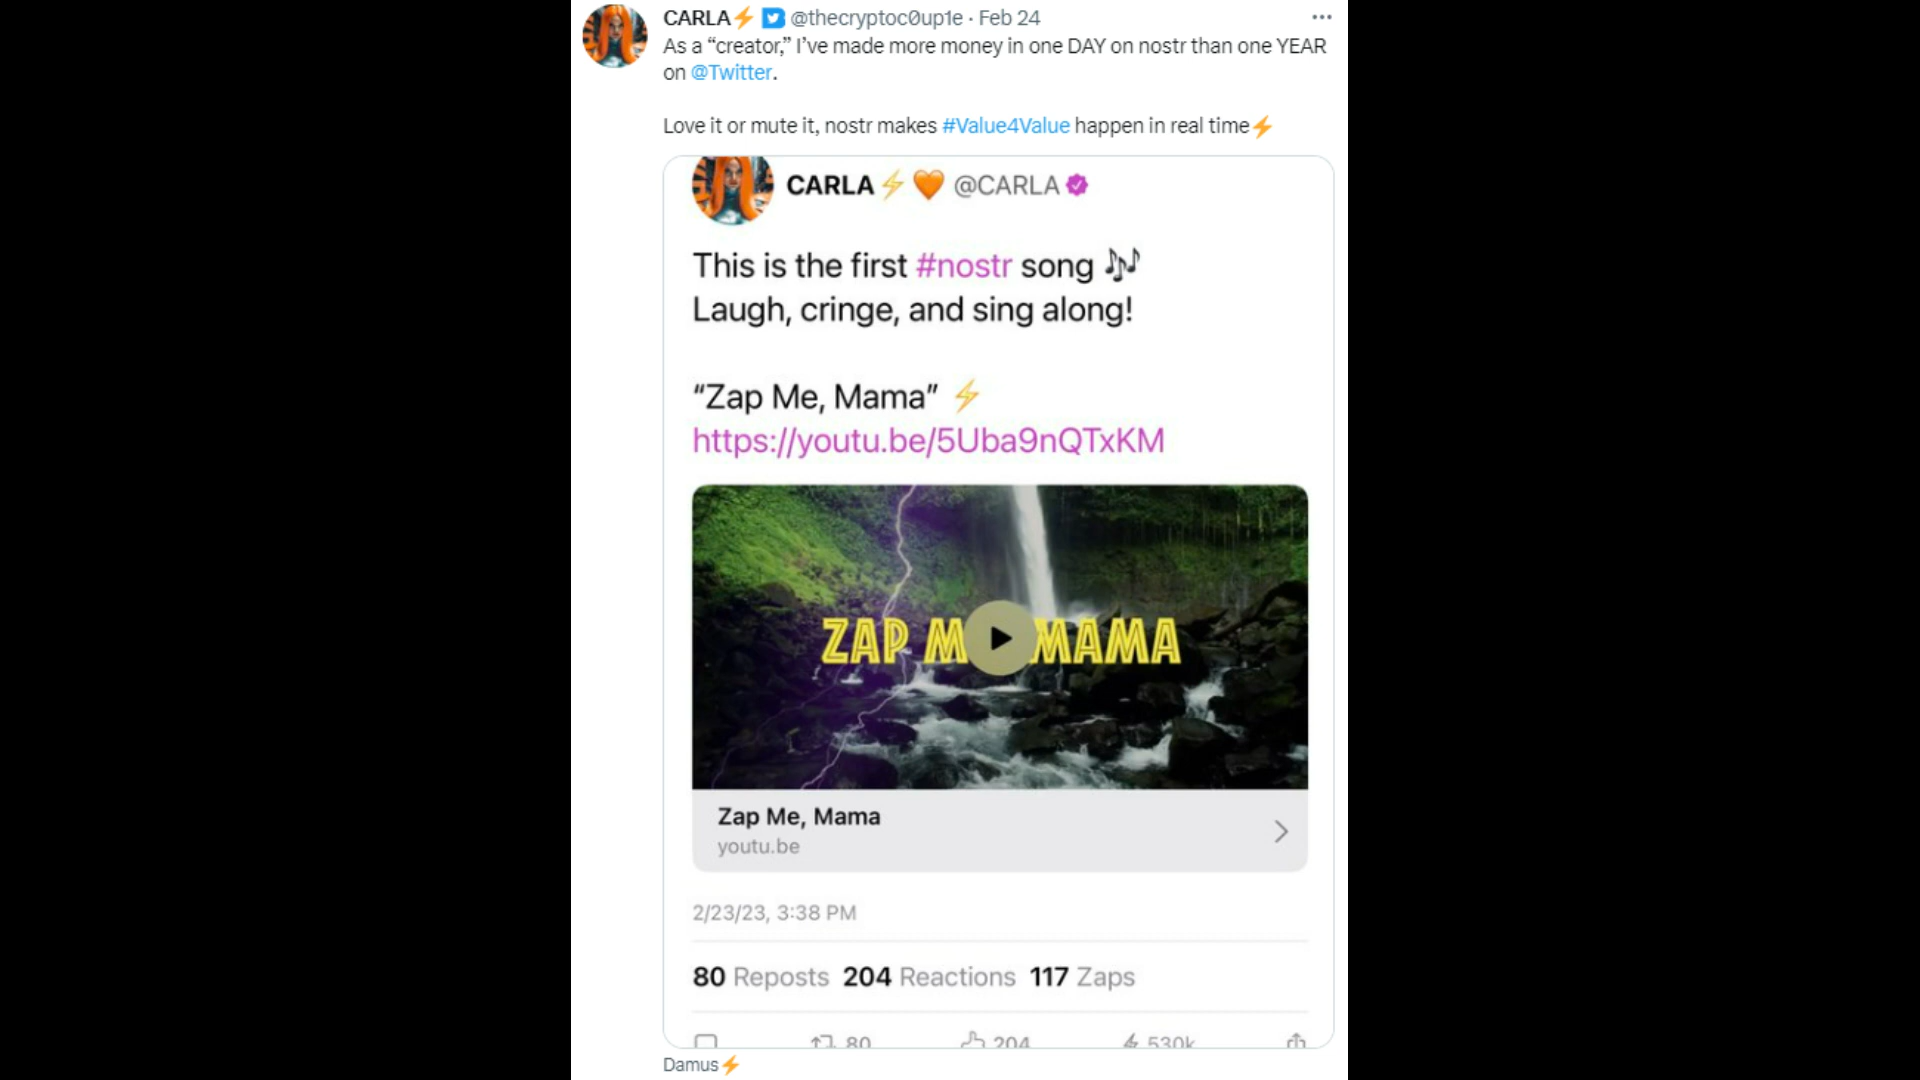 CARLA⚡ @thecryptoc0up1e · Feb 24
As a “creator,” I’ve made more money in one DAY on nostr than one YEAR
on @Twitter.
Love it or mute it, nostr makes #Value4Value happen in real time⚡
CARLA⚡🧡 @CARLA
This is the first #nostr song 🎶
Laugh, cringe, and sing along!
“Zap Me, Mama” ⚡
https://youtu.be/5Uba9nQTxKM
ZAP M MAMA
Zap Me, Mama
youtu.be
2/23/23, 3:38 PM
80 Reposts 204 Reactions 117 Zaps
80 204 530k
Damus⚡